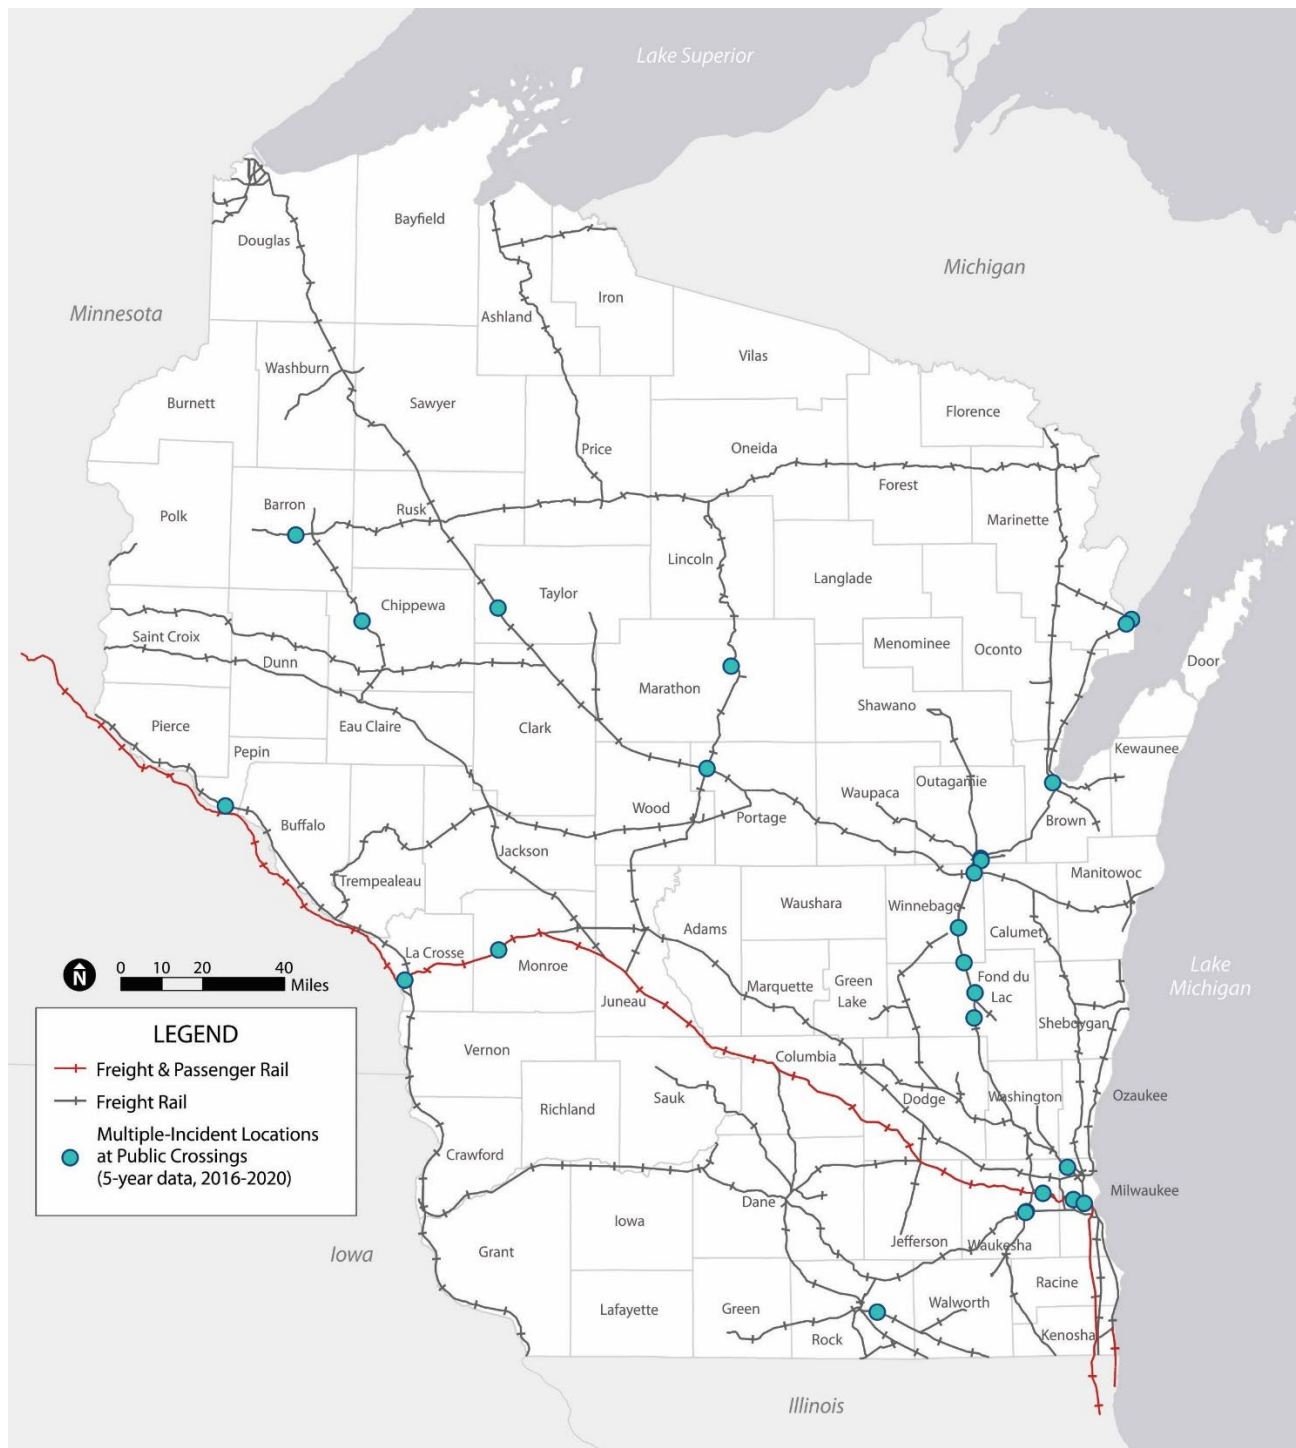 Lake Superior
Bayfield
Douglas
Michigan
Minnesota
Iron
Ashland
Vilas
Washburn
Burnett
Sawyer
Florence
Price
Oneida
Forest
Barron
Rusk
Polk
Marinette
Lincoln
Langlade
Taylor
Chippewa
Saint Croix
Menominee
Oconto
Door
Dunn
Marathon
Shawano
Pierce
Eau Claire
Clark
Pepin
Kewaunee
Outagamie
Waupaca
Wood
Portage
Brown
Buffalo
Jackson
Trempealeau
Manitowoc
Waushara
Winnebago
Calumet
Adams
La Crosse
Monroe
Lake
Michigan
Fond du
Lac
Green
Lake
Marquette
Juneau
Sheboygan
N
0 10 20 40
Miles
LEGEND
Freight & Passenger Rail
Freight Rail
Multiple-Incident Locations
at Public Crossings
(5-year data, 2016-2020)
Vernon
Columbia
Sauk
Dodge
Washington
Ozaukee
Richland
Crawford
Milwaukee
Dane
Iowa
Jefferson
Waukesha
Grant
Iowa
Racine
Lafayette
Green
Walworth
Rock
Kenosha
Illinois